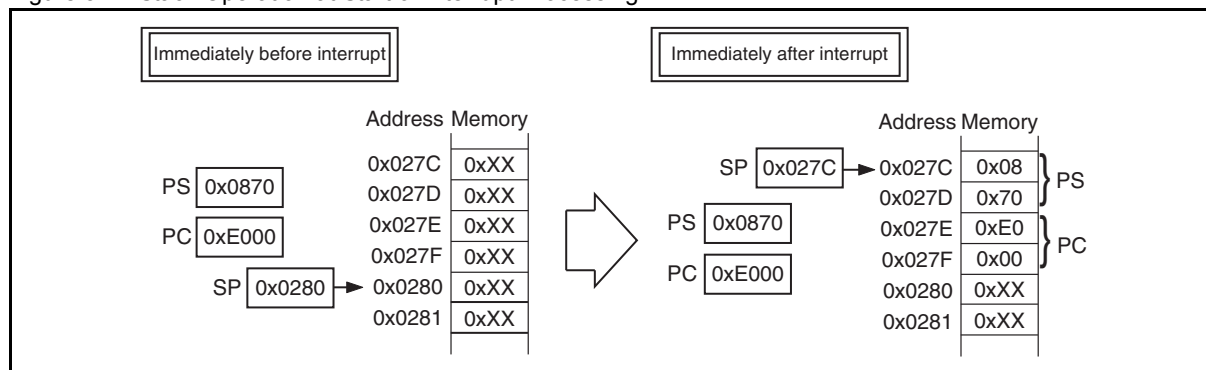 Immediately before interrupt
Immediately after interrupt
Address Memory
0x027C 0xXX
0x027D 0xXX
0x027E 0xXX
0x027F 0xXX
0x0280 0xXX
0x0281 0xXX
PS 0x0870
PC 0xE000
SP 0x0280
Address Memory
SP 0x027C 0x027C 0x08
0x027D 0x70
PS
0x027E 0xE0
0x027F 0x00
PC
0x0280 0xXX
0x0281 0xXX
PS 0x0870
PC 0xE000